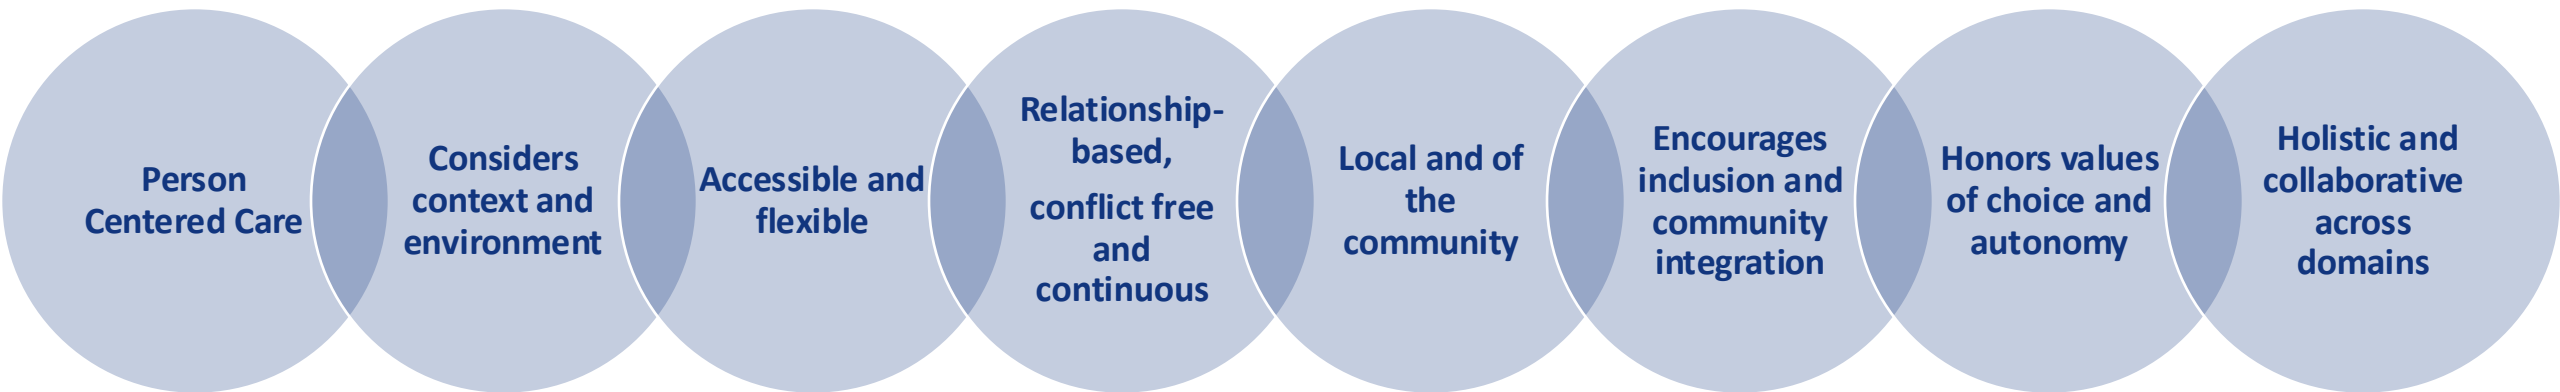 Person
Centered Care
Considers
context and
environment
Accessible and
flexible
Relationship-
based,
conflict free
and
continuous
Local and of
the
community
Encourages
inclusion and
community
integration
Honors values
of choice and
autonomy
Holistic and
collaborative
across
domains